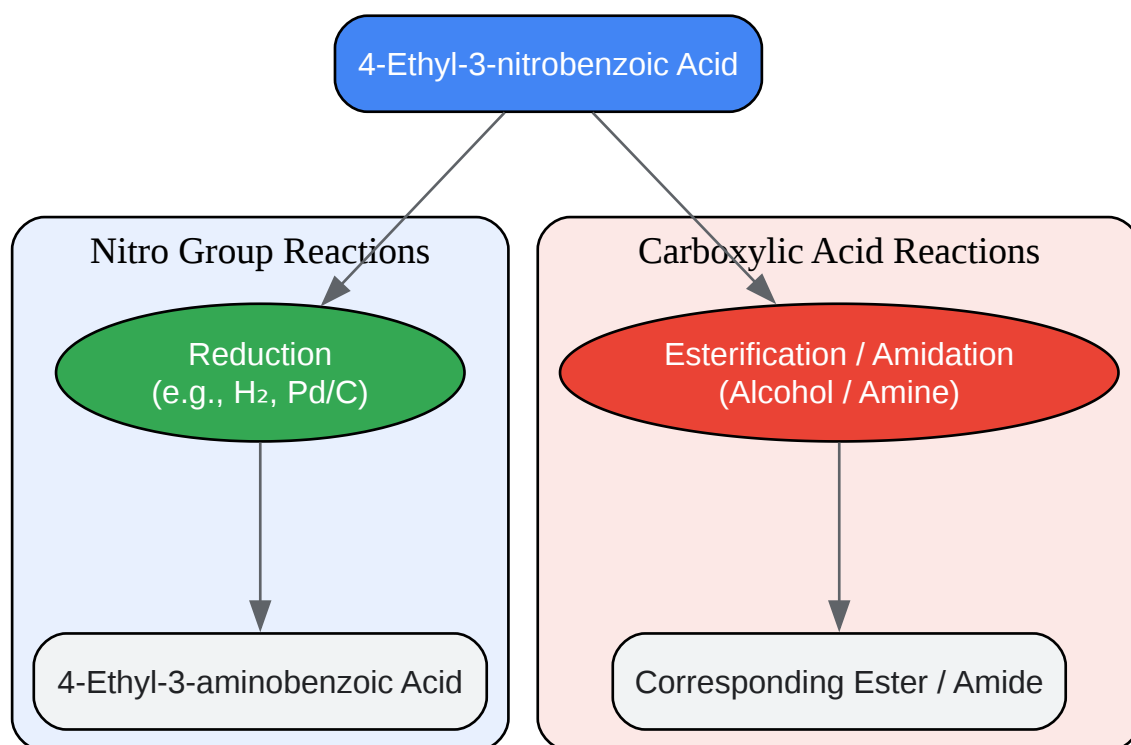 4-Ethyl-3-nitrobenzoic Acid
Nitro Group Reactions
Reduction
(e.g., H₂, Pd/C)
4-Ethyl-3-aminobenzoic Acid
Carboxylic Acid Reactions
Esterification / Amidation
(Alcohol / Amine)
Corresponding Ester / Amide